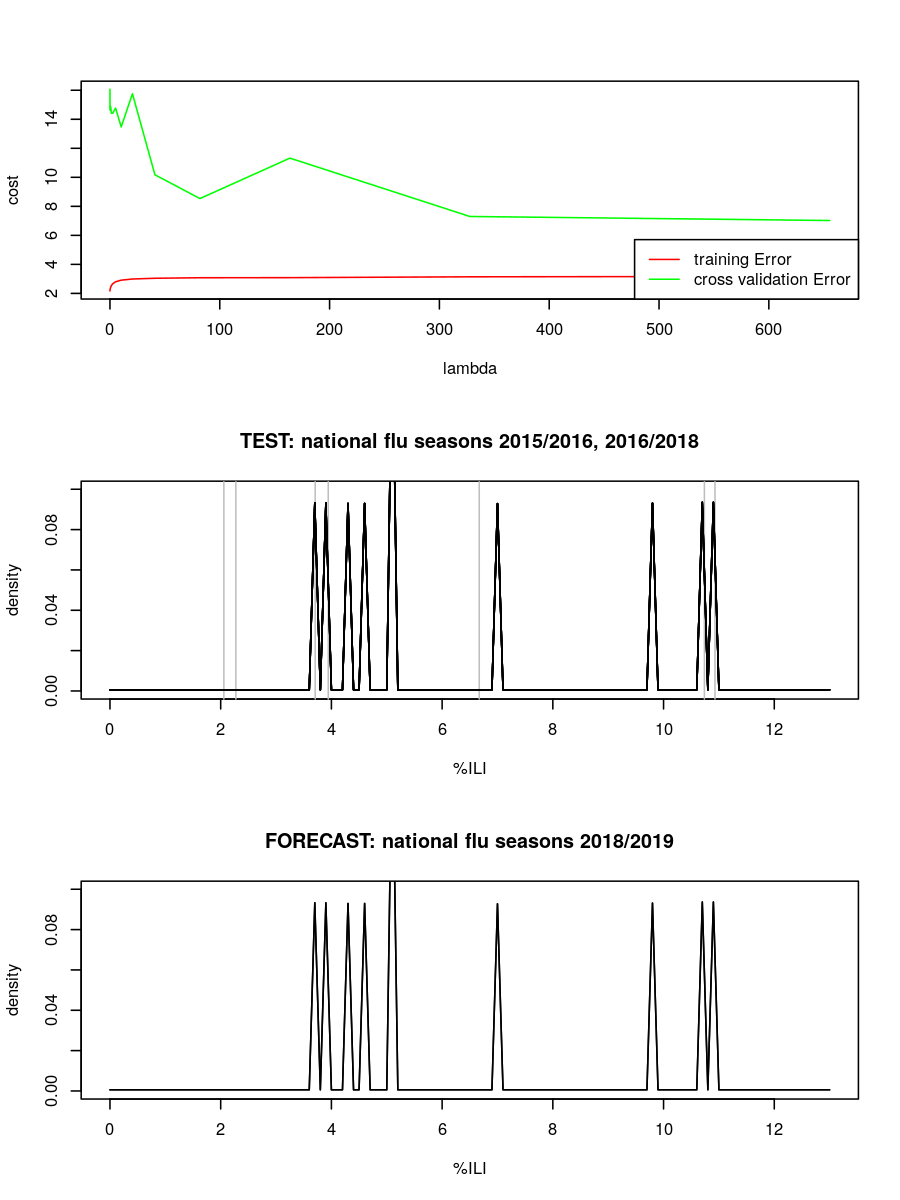 cost
14
10
8
6
4
2
training Error
cross validation Error
0 100 200 300 400 500 600
lambda
TEST: national flu seasons 2015/2016, 2016/2018
density
0.08
0.04
0.00
0 2 4 6 8 10 12
%ILI
FORECAST: national flu seasons 2018/2019
density
0.08
0.04
0.00
0 2 4 6 8 10 12
%ILI